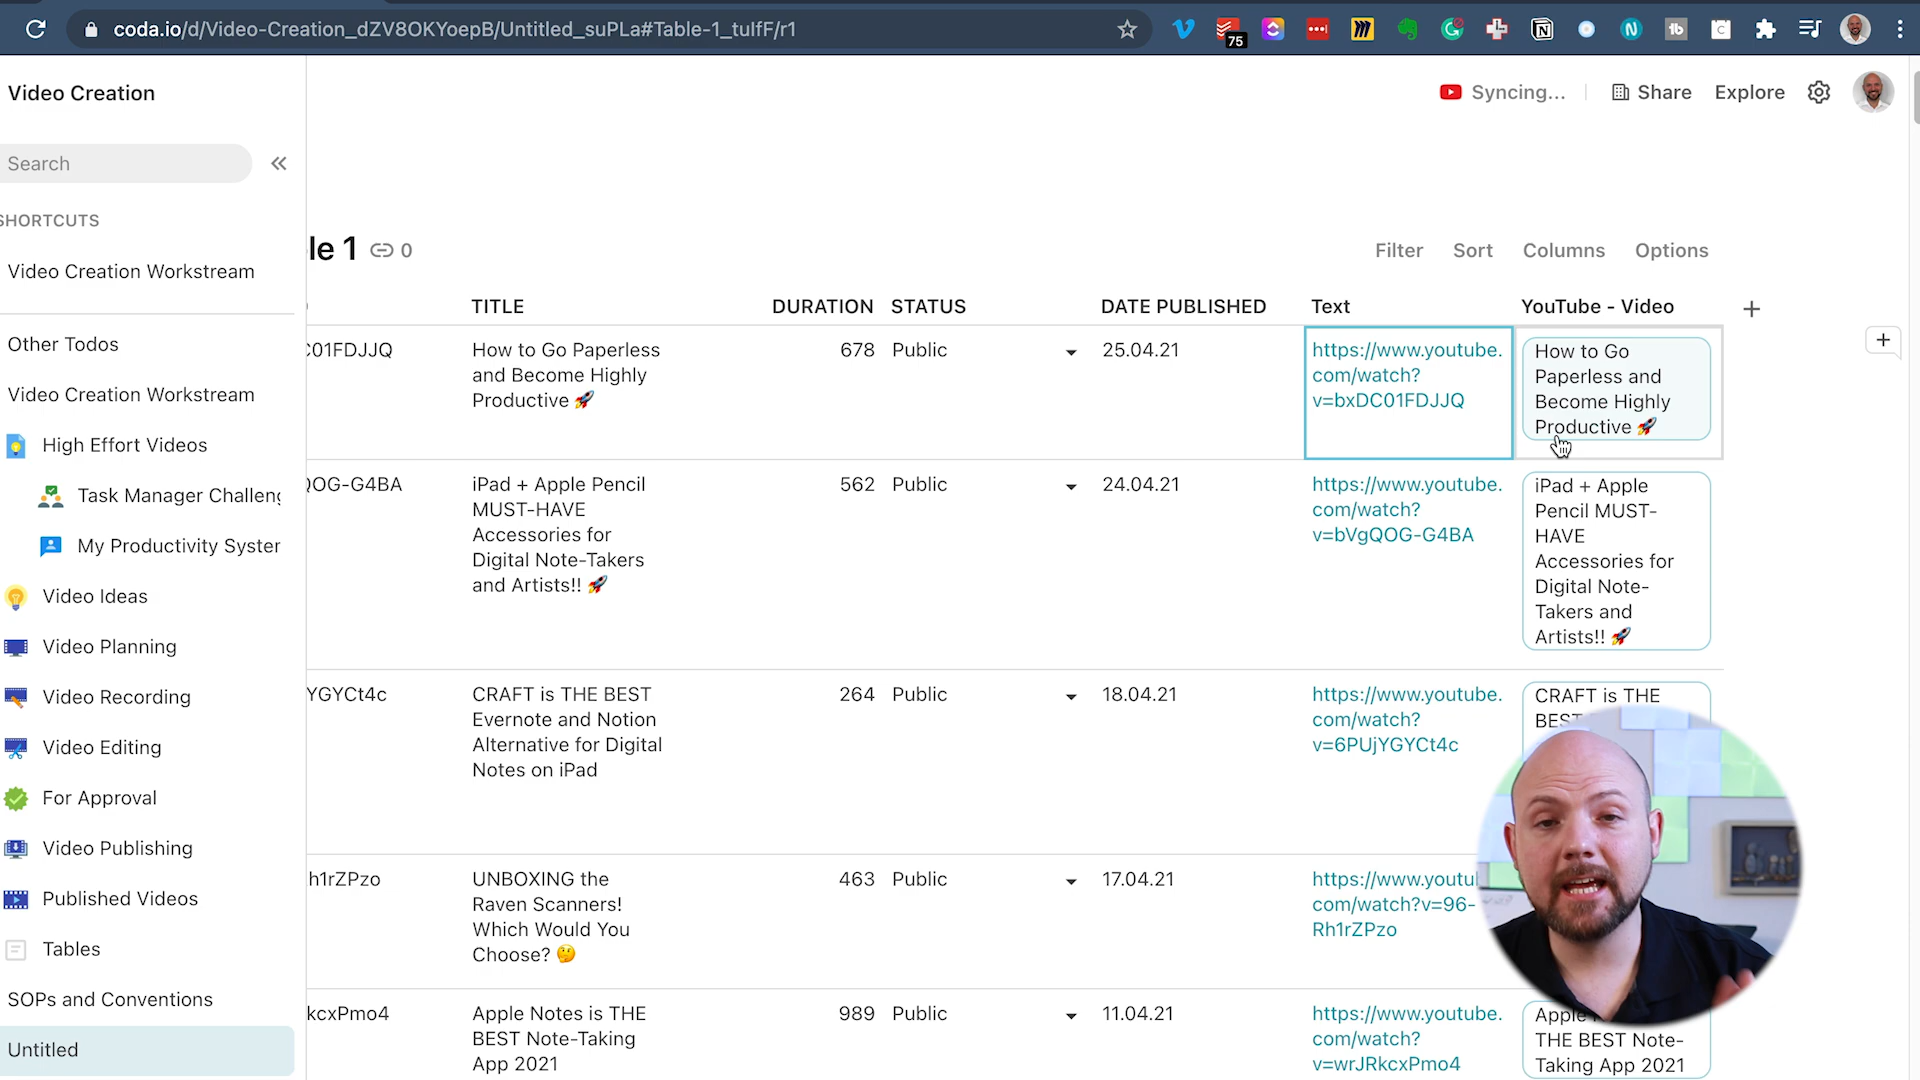 coda.io/d/Video-Creation_dZV8OKYoepB/Untitled_suPLa#Table-1_tulfF/r1
75
Video Creation
Syncing...
Share
Explore
Search
SHORTCUTS
Video Creation Workstream
Other Todos
Video Creation Workstream
High Effort Videos
Task Manager Challeng
My Productivity Syster
Video Ideas
Video Planning
Video Recording
Video Editing
For Approval
Video Publishing
Published Videos
Tables
SOPs and Conventions
Untitled
le 1
0
Filter
Sort
Columns
Options
TITLE
DURATION
STATUS
DATE PUBLISHED
Text
YouTube - Video
C01FDJJQ
How to Go Paperless
and Become Highly
Productive 🚀
678
Public
25.04.21
https://www.youtube.
com/watch?
v=bxDC01FDJJQ
How to Go
Paperless and
Become Highly
Productive 🚀
QOG-G4BA
iPad + Apple Pencil
MUST-HAVE
Accessories for
Digital Note-Takers
and Artists!! 🚀
562
Public
24.04.21
https://www.youtube.
com/watch?
v=bVgQOG-G4BA
iPad + Apple
Pencil MUST-
HAVE
Accessories for
Digital Note-
Takers and
Artists!! 🚀
YGYCt4c
CRAFT is THE BEST
Evernote and Notion
Alternative for Digital
Notes on iPad
264
Public
18.04.21
https://www.youtube.
com/watch?
v=6PUjYGYCt4c
CRAFT is THE
BEST
h1rZPzo
UNBOXING the
Raven Scanners!
Which Would You
Choose? 🤔
463
Public
17.04.21
https://www.youtu
com/watch?v=96-
Rh1rZPzo
kcxPmo4
Apple Notes is THE
BEST Note-Taking
App 2021
989
Public
11.04.21
https://www.youtube.
com/watch?
v=wrJRkcxPmo4
Apple
THE BEST Note-
Taking App 2021